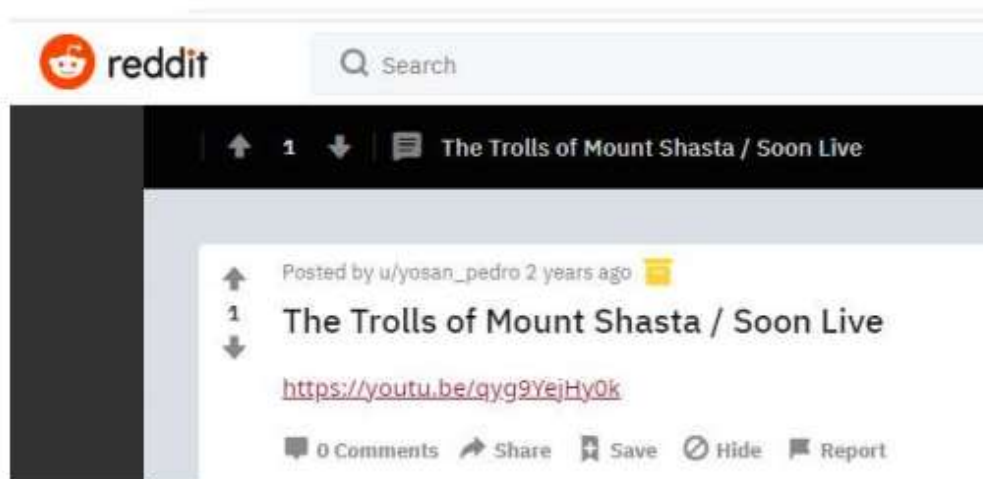 reddit
Search
1 The Trolls of Mount Shasta / Soon Live
Posted by u/yosan_pedro 2 years ago
1
The Trolls of Mount Shasta / Soon Live
https://youtu.be/qyg9YejHy0k
0 Comments Share Save Hide Report